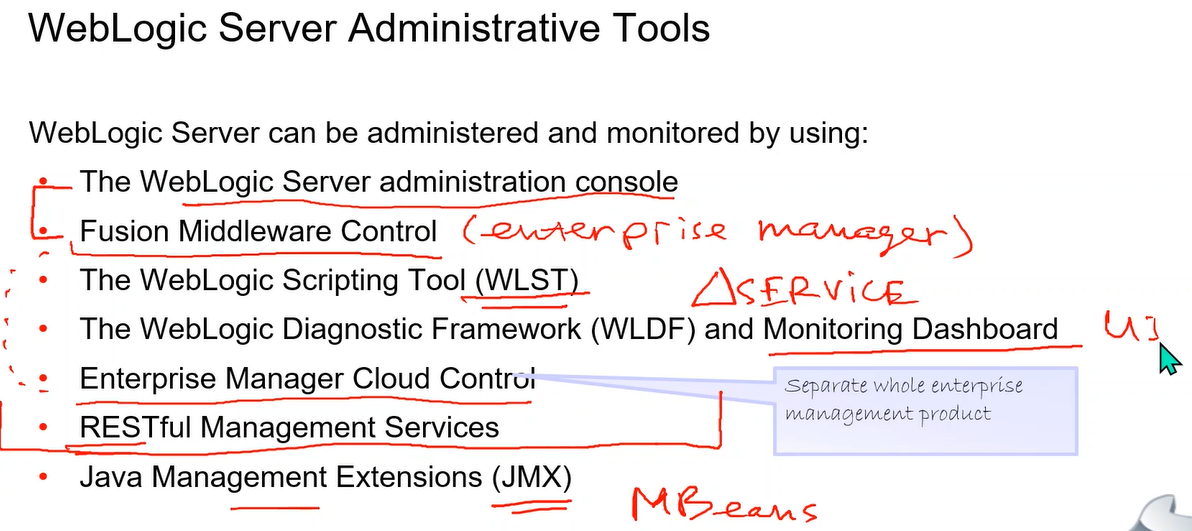 WebLogic Server Administrative Tools
WebLogic Server can be administered and monitored by using:
• The WebLogic Server administration console
• Fusion Middleware Control (enterprise manager)
• The WebLogic Scripting Tool (WLST)
SERVICE
• The WebLogic Diagnostic Framework (WLDF) and Monitoring Dashboard UI
• Enterprise Manager Cloud Control
Separate whole enterprise
management product
• RESTful Management Services
• Java Management Extensions (JMX)
MBeans